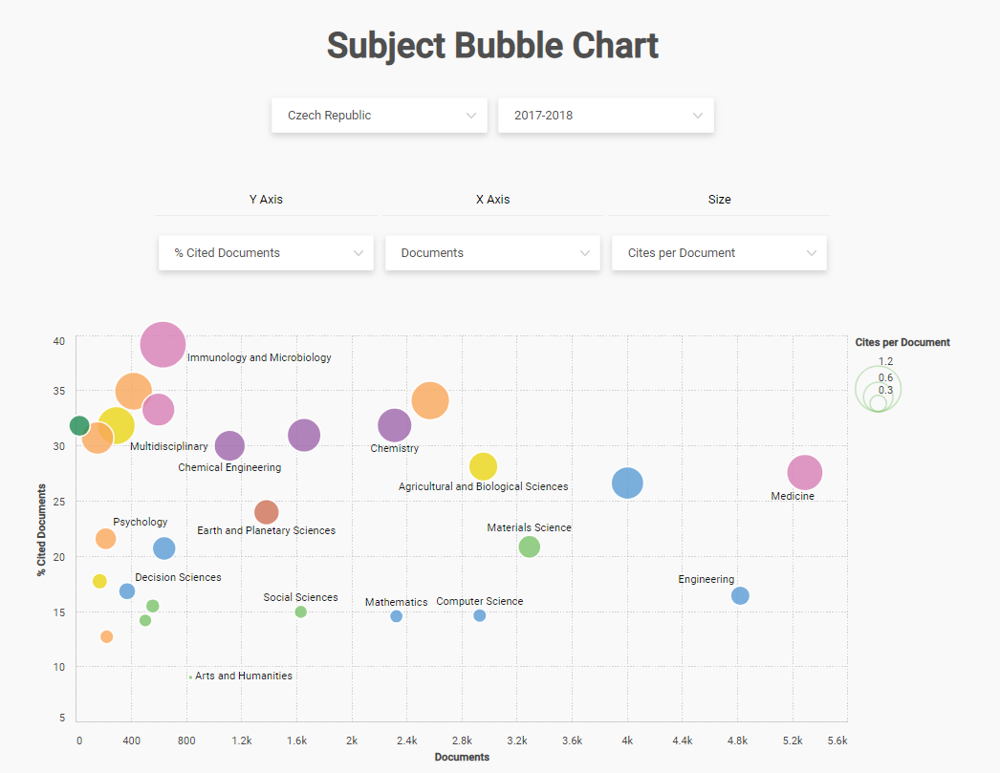 Subject Bubble Chart
Czech Republic
2017-2018
Y Axis
X Axis
Size
% Cited Documents
Documents
Cites per Document
40
35
30
25
20
15
10
5
% Cited Documents
Immunology and Microbiology
Multidisciplinary
Chemical Engineering
Chemistry
Agricultural and Biological Sciences
Medicine
Psychology
Earth and Planetary Sciences
Materials Science
Decision Sciences
Engineering
Social Sciences
Mathematics
Computer Science
Arts and Humanities
0
400
800
1.2k
1.6k
2k
2.4k
2.8k
3.2k
3.6k
4k
4.4k
4.8k
5.2k
5.6k
Documents
Cites per Document
1.2
0.6
0.3